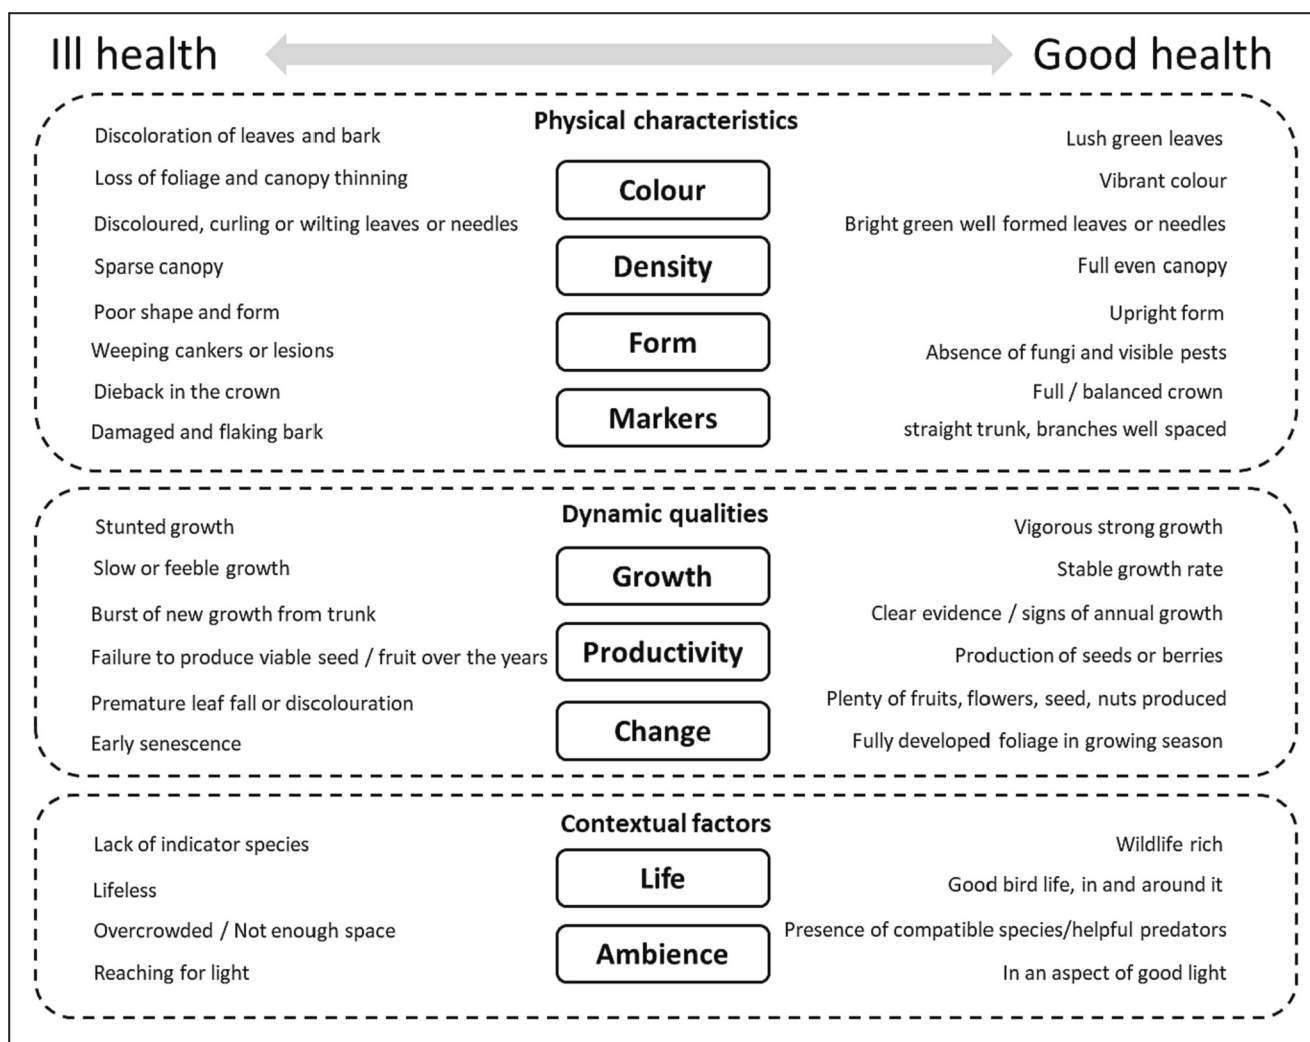 Ill health
Good health
Physical characteristics
Discoloration of leaves and bark
Loss of foliage and canopy thinning
Discoloured, curling or wilting leaves or needles
Sparse canopy
Poor shape and form
Weeping cankers or lesions
Dieback in the crown
Damaged and flaking bark
Colour
Density
Form
Markers
Lush green leaves
Vibrant colour
Bright green well formed leaves or needles
Full even canopy
Upright form
Absence of fungi and visible pests
Full / balanced crown
straight trunk, branches well spaced
Dynamic qualities
Stunted growth
Slow or feeble growth
Burst of new growth from trunk
Failure to produce viable seed / fruit over the years
Premature leaf fall or discolouration
Early senescence
Growth
Productivity
Change
Vigorous strong growth
Stable growth rate
Clear evidence / signs of annual growth
Production of seeds or berries
Plenty of fruits, flowers, seed, nuts produced
Fully developed foliage in growing season
Contextual factors
Lack of indicator species
Lifeless
Overcrowded / Not enough space
Reaching for light
Life
Ambience
Wildlife rich
Good bird life, in and around it
Presence of compatible species/helpful predators
In an aspect of good light